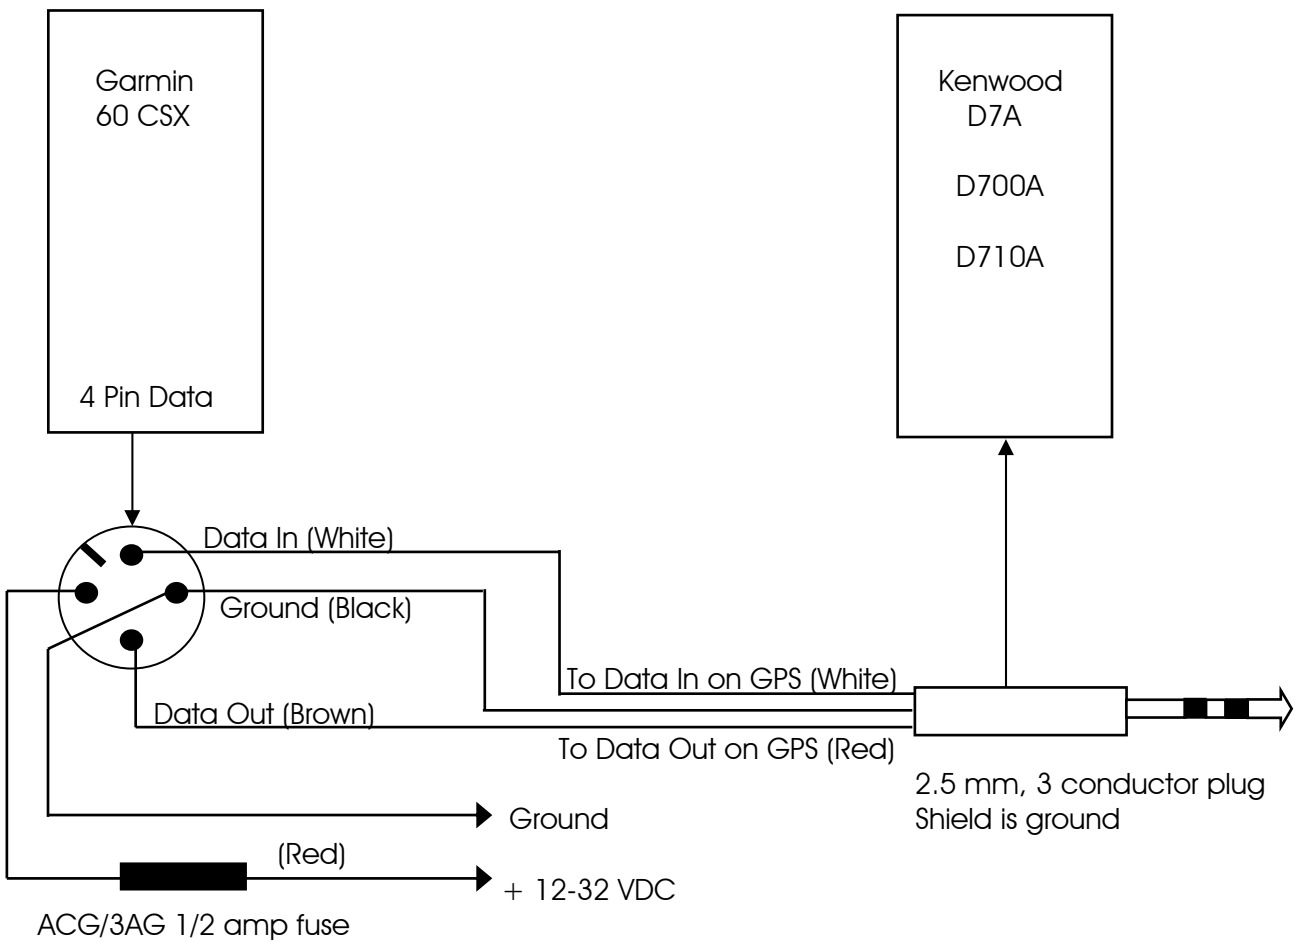 Garmin
60 CSX
4 Pin Data
Kenwood
D7A
D700A
D710A
Data In (White)
Ground (Black)
To Data In on GPS (White)
Data Out (Brown)
To Data Out on GPS (Red)
2.5 mm, 3 conductor plug
Shield is ground
Ground
(Red)
+ 12-32 VDC
ACG/3AG 1/2 amp fuse